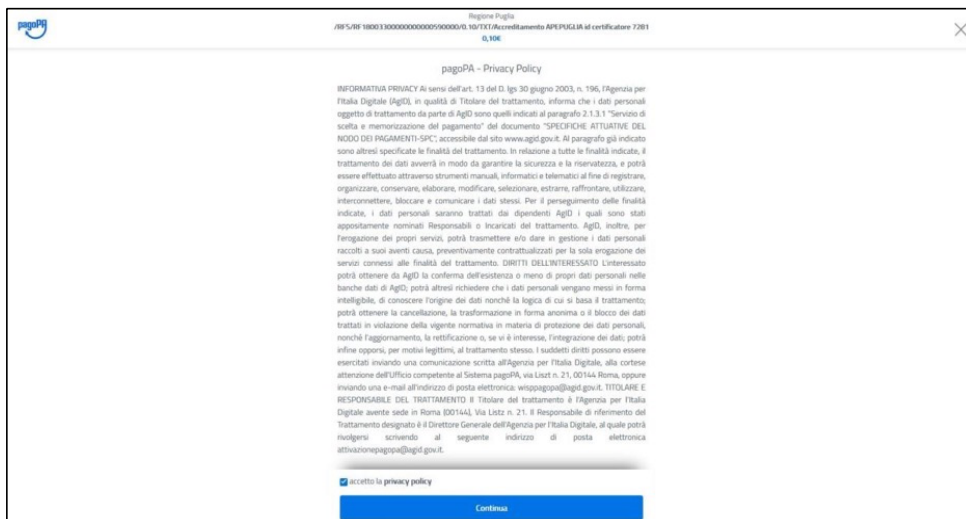 pagoPA
Regione Puglia
/RFS/RF18003300000000000590000/0.10/TXT/Accreditamento APEPUGLIA id certificatore 7281
0,10€
pagoPA - Privacy Policy
INFORMATIVA PRIVACY Ai sensi dell'art. 13 del D. lgs 30 giugno 2003, n. 196, l'Agenzia per
l'Italia Digitale (AgID), in qualità di Titolare del trattamento, informa che i dati personali
oggetto di trattamento da parte di AgID sono quelli indicati al paragrafo 2.1.3.1 "Servizio di
scelta e memorizzazione del pagamento" del documento "SPECIFICHE ATTUATIVE DEL
NODO DEI PAGAMENTI-SPC", accessibile dal sito www.agid.gov.it. Al paragrafo già indicato
sono altresì specificate le finalità del trattamento. In relazione a tutte le finalità indicate, il
trattamento dei dati avverrà in modo da garantire la sicurezza e la riservatezza, e potrà
essere effettuato attraverso strumenti manuali, informatici e telematici al fine di registrare,
organizzare, conservare, elaborare, modificare, selezionare, estrarre, raffrontare, utilizzare,
interconnettere, bloccare e comunicare i dati stessi. Per il perseguimento delle finalità
indicate, i dati personali saranno trattati dai dipendenti AgID i quali sono stati
appositamente nominati Responsabili o Incaricati del trattamento. AgID, inoltre, per
l'erogazione dei propri servizi, potrà trasmettere e/o dare in gestione i dati personali
raccolti a suoi aventi causa, preventivamente contrattualizzati per la sola erogazione dei
servizi connessi alle finalità del trattamento. DIRITTI DELL'INTERESSATO L'interessato
potrà ottenere da AgID la conferma dell'esistenza o meno di propri dati personali nelle
banche dati di AgID; potrà altresì richiedere che i dati personali vengano messi in forma
intelligibile, di conoscere l'origine dei dati nonché la logica di cui si basa il trattamento;
potrà ottenere la cancellazione, la trasformazione in forma anonima o il blocco dei dati
trattati in violazione della vigente normativa in materia di protezione dei dati personali,
nonché l'aggiornamento, la rettificazione o, se vi è interesse, l'integrazione dei dati; potrà
infine opporsi, per motivi legittimi, al trattamento stesso. I suddetti diritti possono essere
esercitati inviando una comunicazione scritta all'Agenzia per l'Italia Digitale, alla cortese
attenzione dell'Ufficio competente al Sistema pagoPA, via Liszt n. 21, 00144 Roma, oppure
inviando una e-mail all'indirizzo di posta elettronica: wisppagopa@agid.gov.it. TITOLARE E
RESPONSABILE DEL TRATTAMENTO Il Titolare del trattamento è l'Agenzia per l'Italia
Digitale avente sede in Roma (00144), Via Listz n. 21. Il Responsabile di riferimento del
Trattamento designato é il Direttore Generale dell'Agenzia per l'Italia Digitale, al quale potrà
rivolgersi scrivendo al seguente indirizzo di posta elettronica
attivazionepagopa@agid.gov.it.
accetto la privacy policy
Continua